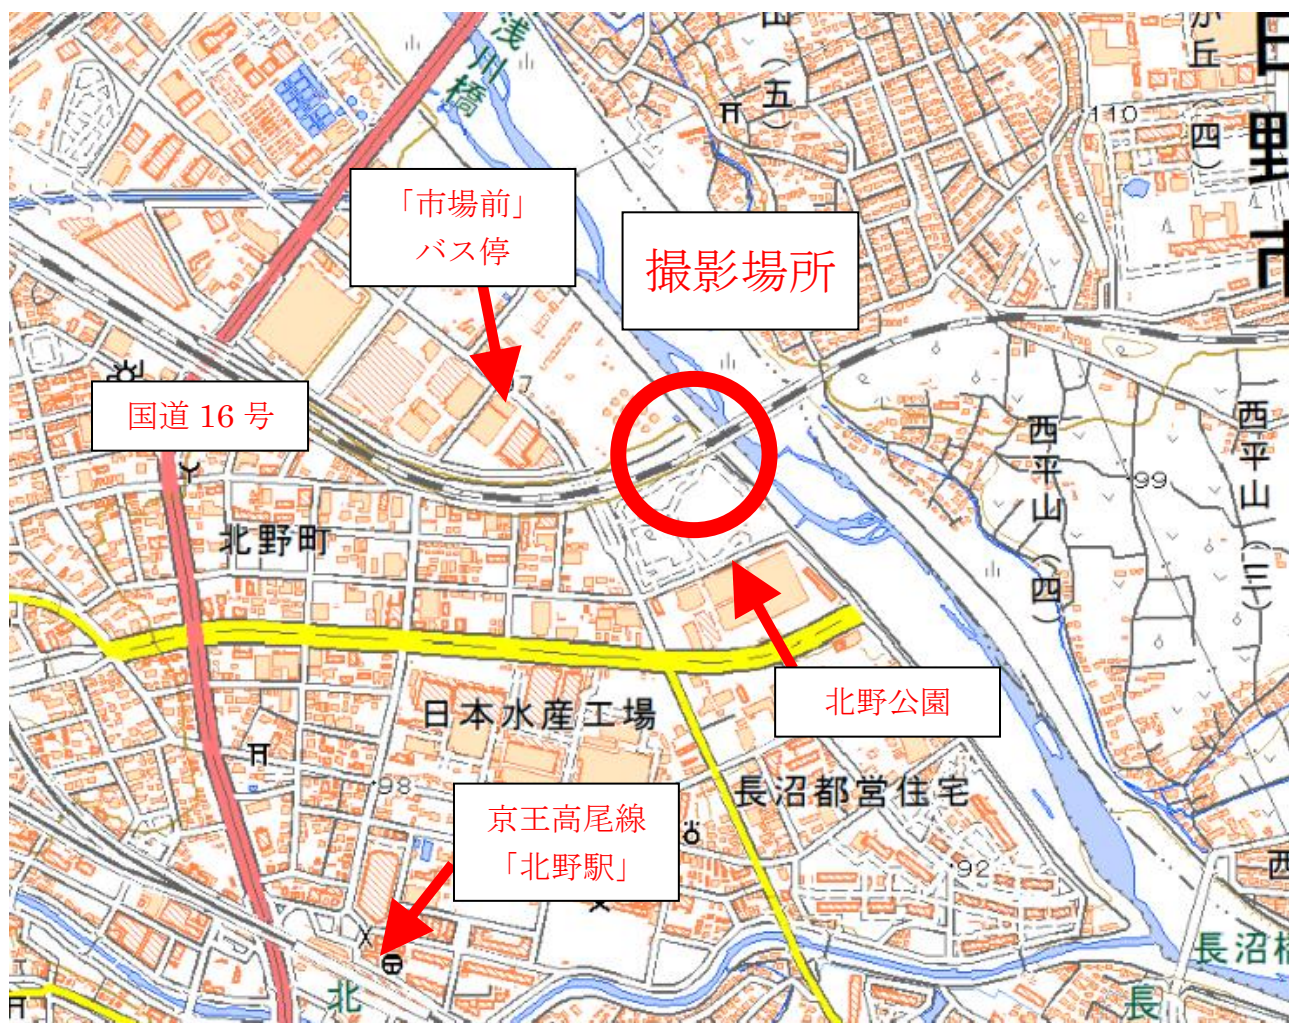 浅川橋
山(五)
が丘(四)
日野市
110
「市場前」
バス停
撮影場所
97
国道 16 号
西平山(四)
西平山(三)
99
北野町
北野公園
日本水産工場
長沼都営住宅
98
京王高尾線
「北野駅」
92
西
長沼橋
北
長